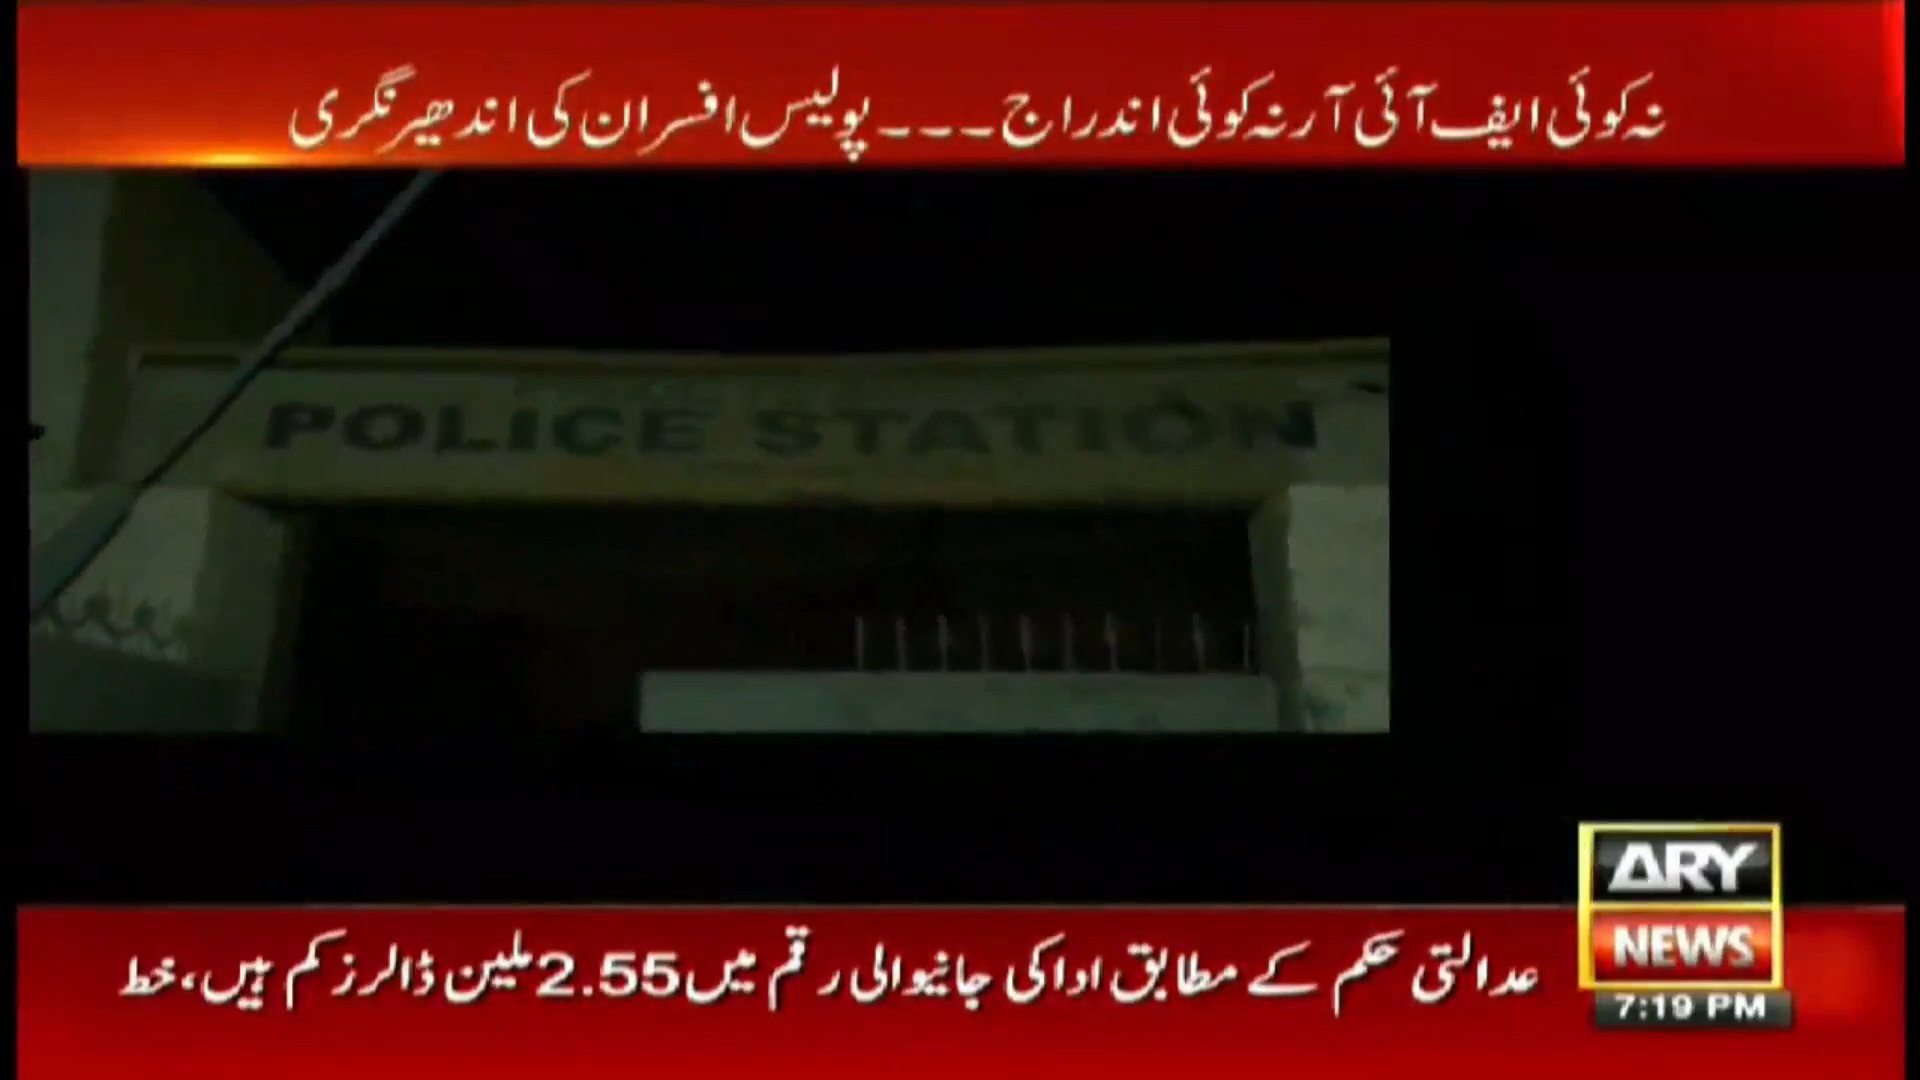 نہ کوئی ایف آئی آر نہ کوئی اندراج --- پولیس افسران کی اندھیر نگری
POLICE STATION
ARY
NEWS
عدالتی حکم کے مطابق ادا کی جانیوالی رقم میں 2.55 ملین ڈالرز کم ہیں، خط
7:19 PM